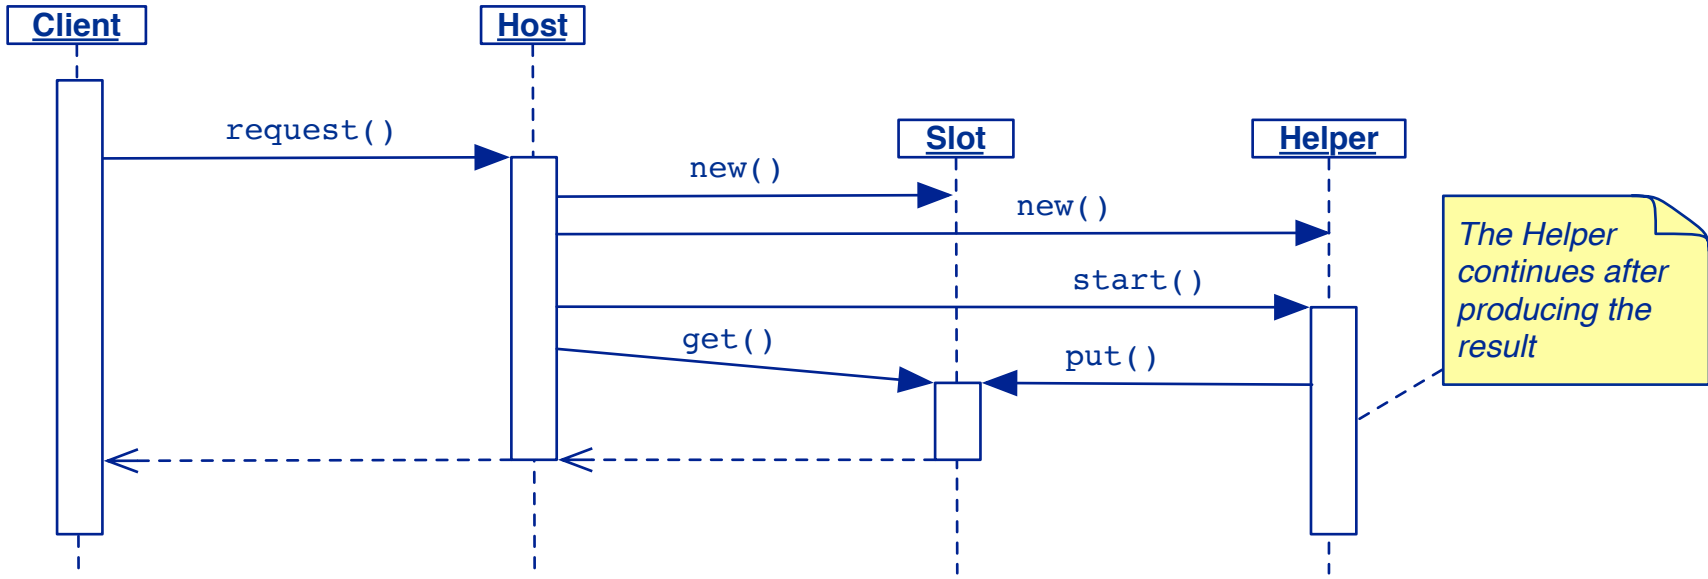 Client
Host
request()
Slot
Helper
new()
new()
The Helper
continues after
producing the
result
start()
get()
put()